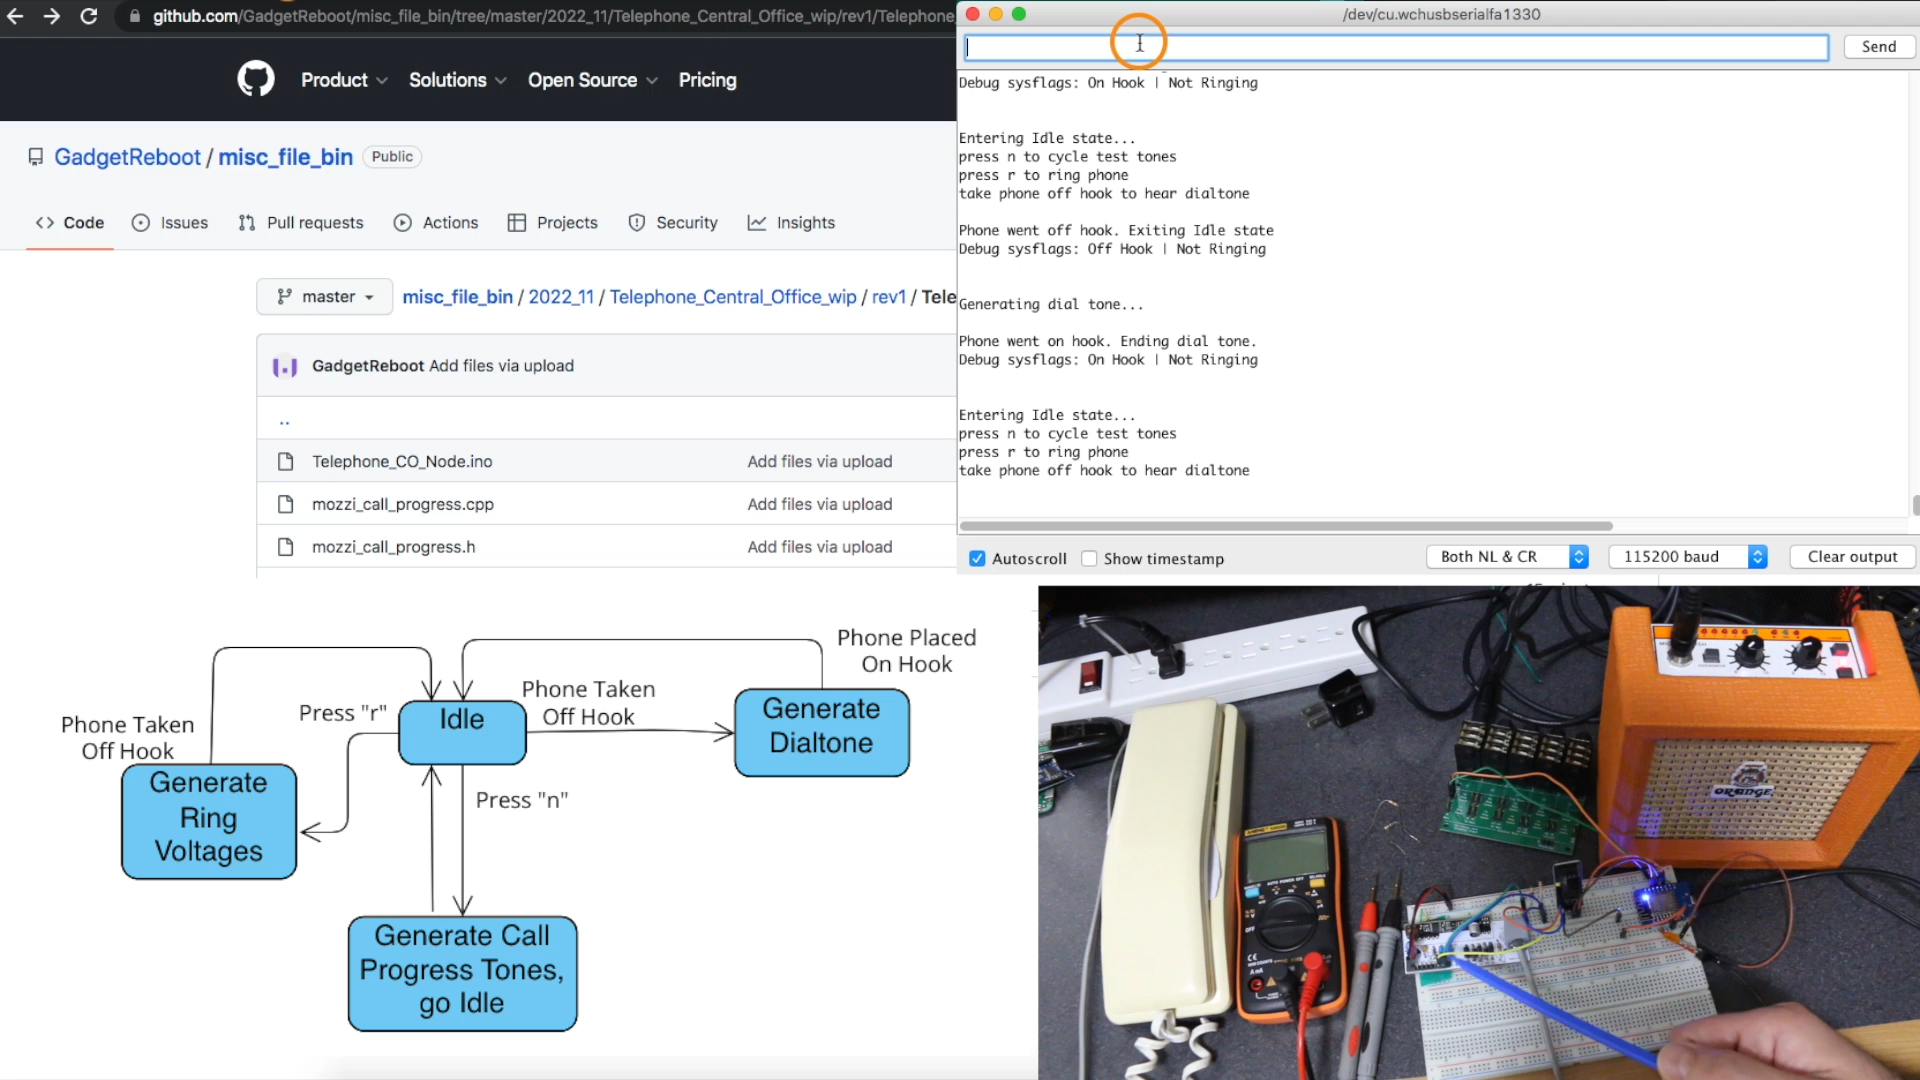 github.com/GadgetReboot/misc_file_bin/tree/master/2022_11/Telephone_Central_Office_wip/rev1/Telephone_
Product
Solutions
Open Source
Pricing
GadgetReboot / misc_file_bin
Public
Code
Issues
Pull requests
Actions
Projects
Security
Insights
master
misc_file_bin / 2022_11 / Telephone_Central_Office_wip / rev1 / Tele
GadgetReboot Add files via upload
..
Telephone_CO_Node.ino
Add files via upload
mozzi_call_progress.cpp
Add files via upload
mozzi_call_progress.h
Add files via upload
/dev/cu.wchusbserialfa1330
Send
Debug sysflags: On Hook | Not Ringing
Entering Idle state...
press n to cycle test tones
press r to ring phone
take phone off hook to hear dialtone
Phone went off hook. Exiting Idle state
Debug sysflags: Off Hook | Not Ringing
Generating dial tone...
Phone went on hook. Ending dial tone.
Debug sysflags: On Hook | Not Ringing
Entering Idle state...
press n to cycle test tones
press r to ring phone
take phone off hook to hear dialtone
Autoscroll
Show timestamp
Both NL & CR
115200 baud
Clear output
Phone Placed
On Hook
Phone Taken
Off Hook
Press "r"
Idle
Generate
Dialtone
Phone Taken
Off Hook
Generate
Ring
Voltages
Press "n"
Generate Call
Progress Tones,
go Idle
ORANGE
OFF